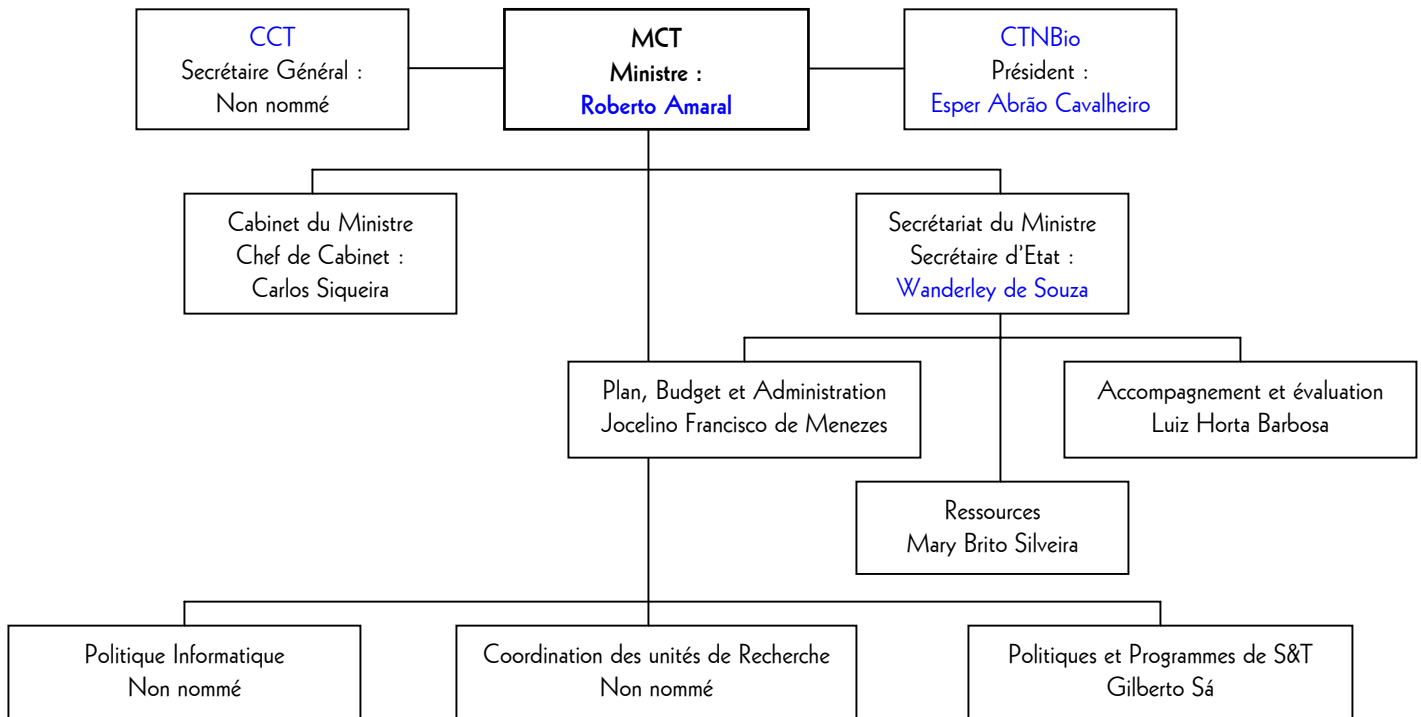 CCT
Secrétaire Général :
Non nommé
MCT
Ministre :
Roberto Amaral
CTNBio
Président :
Esper Abrão Cavalheiro
Cabinet du Ministre
Chef de Cabinet :
Carlos Siqueira
Secrétariat du Ministre
Secrétaire d'Etat :
Wanderley de Souza
Plan, Budget et Administration
Jocelino Francisco de Menezes
Accompagnement et évaluation
Luiz Horta Barbosa
Ressources
Mary Brito Silveira
Politique Informatique
Non nommé
Coordination des unités de Recherche
Non nommé
Politiques et Programmes de S&T
Gilberto Sá